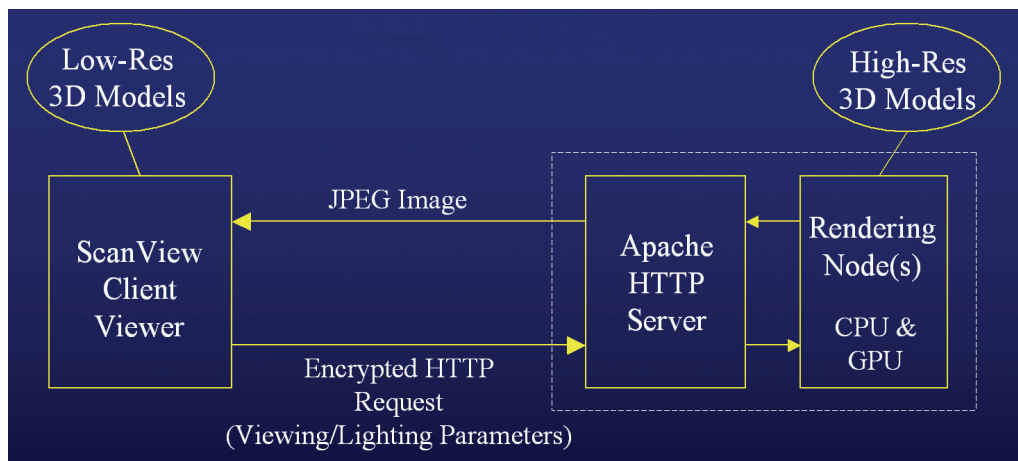 Low-Res
3D Models
High-Res
3D Models
JPEG Image
ScanView
Client
Viewer
Apache
HTTP
Server
Rendering
Node(s)
CPU &
GPU
Encrypted HTTP
Request
(Viewing/Lighting Parameters)